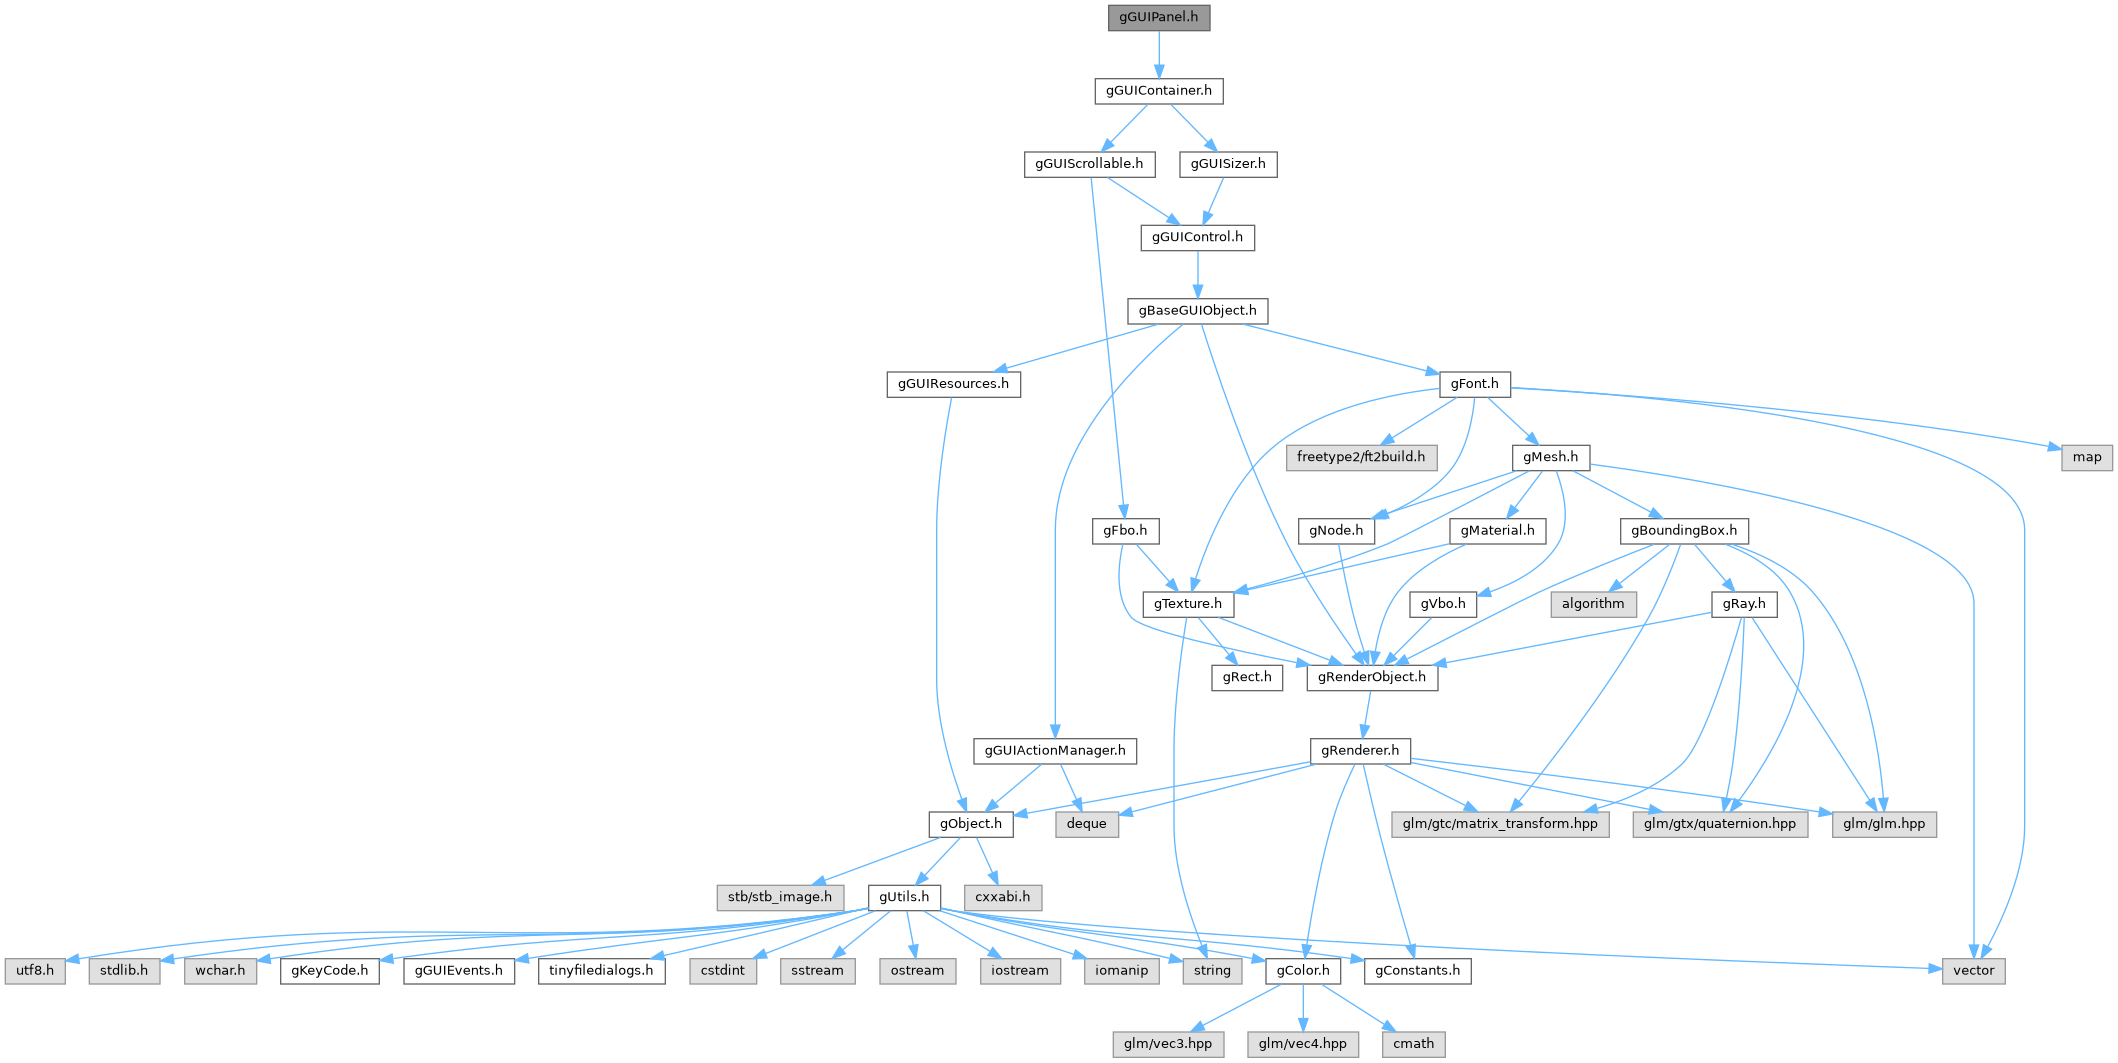 gGUIPanel.h
gGUIContainer.h
gGUIScrollable.h
gGUISizer.h
gGUIControl.h
gBaseGUIObject.h
gGUIResources.h
gFont.h
freetype2/ft2build.h
gMesh.h
map
gFbo.h
gNode.h
gMaterial.h
gBoundingBox.h
gTexture.h
gVbo.h
algorithm
gRay.h
gRect.h
gRenderObject.h
gGUIActionManager.h
gRenderer.h
gObject.h
deque
glm/gtc/matrix_transform.hpp
glm/gtx/quaternion.hpp
glm/glm.hpp
stb/stb_image.h
gUtils.h
cxxabi.h
utf8.h
stdlib.h
wchar.h
gKeyCode.h
gGUIEvents.h
tinyfiledialogs.h
cstdint
sstream
ostream
iostream
iomanip
string
gColor.h
gConstants.h
vector
glm/vec3.hpp
glm/vec4.hpp
cmath